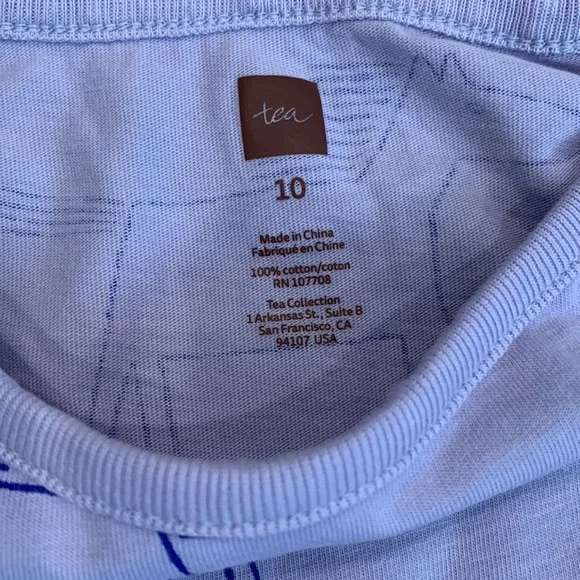 tea
10
Made in China
Fabriqué en Chine
100% cotton/coton
RN 107708
Tea Collection
1 Arkansas St., Suite B
San Francisco, CA
94107 USA